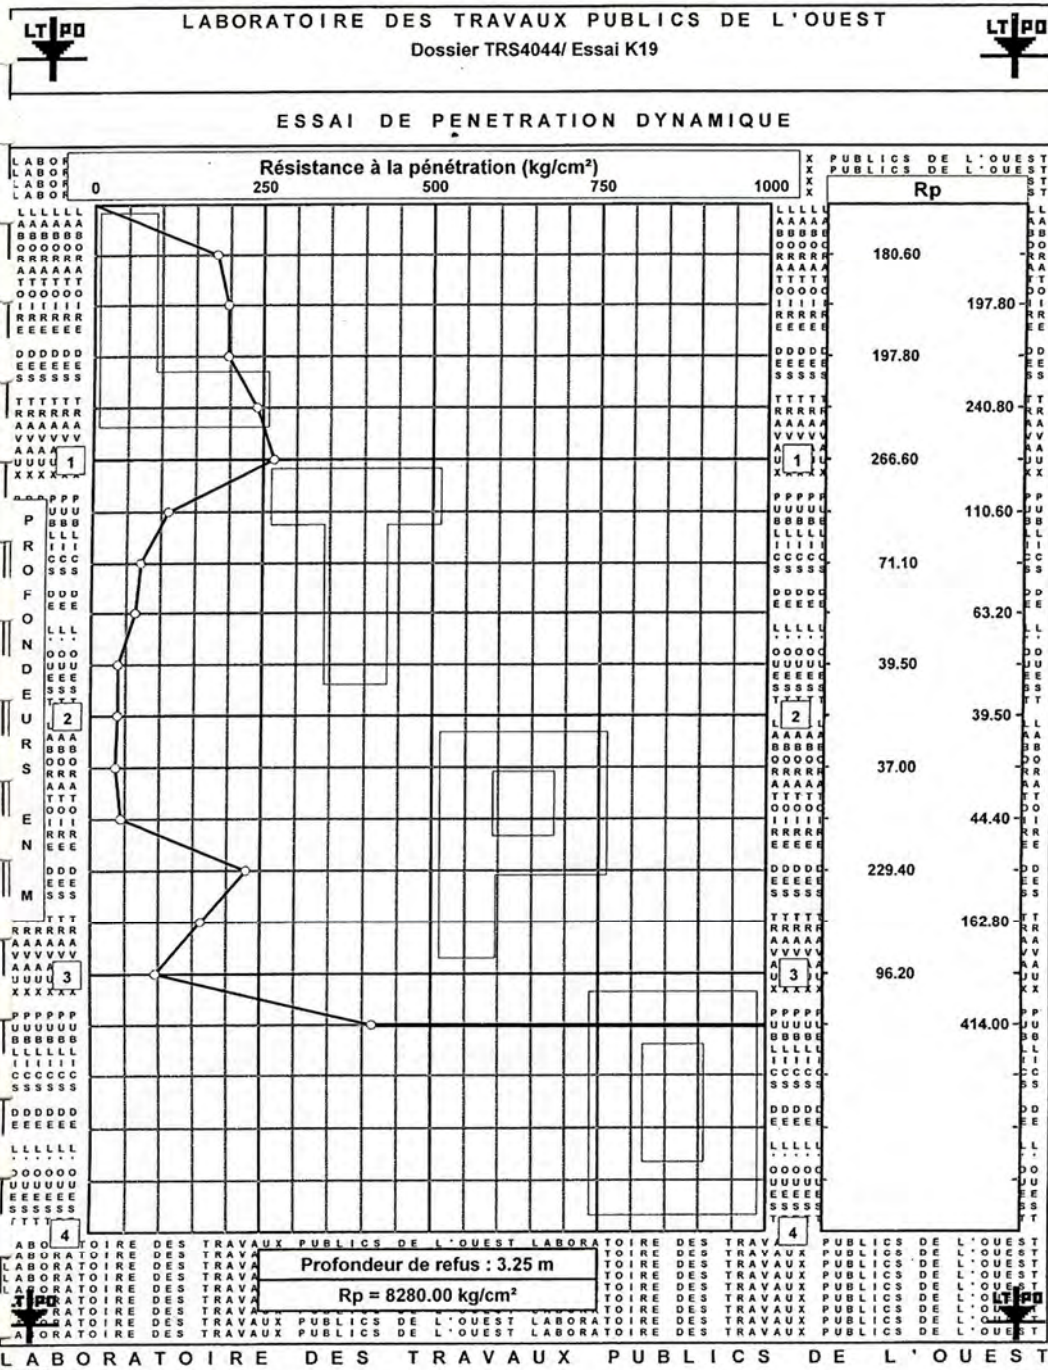 LABORATOIRE DES TRAVAUX PUBLICS DE L'OUEST
LTPO
LTPO
Dossier TRS4044/ Essai K19
ESSAI DE PENETRATION DYNAMIQUE
Résistance à la pénétration (kg/cm²)
0 250 500 750 1000
Rp
180.60
197.80
197.80
240.80
1
1
266.60
110.60
71.10
63.20
39.50
2
2
39.50
37.00
44.40
229.40
162.80
3
3
96.20
414.00
4
4
PROFONDEURS EN M
Profondeur de refus : 3.25 m
Rp = 8280.00 kg/cm²
LABORATOIRE DES TRAVAUX PUBLICS DE L'OUEST